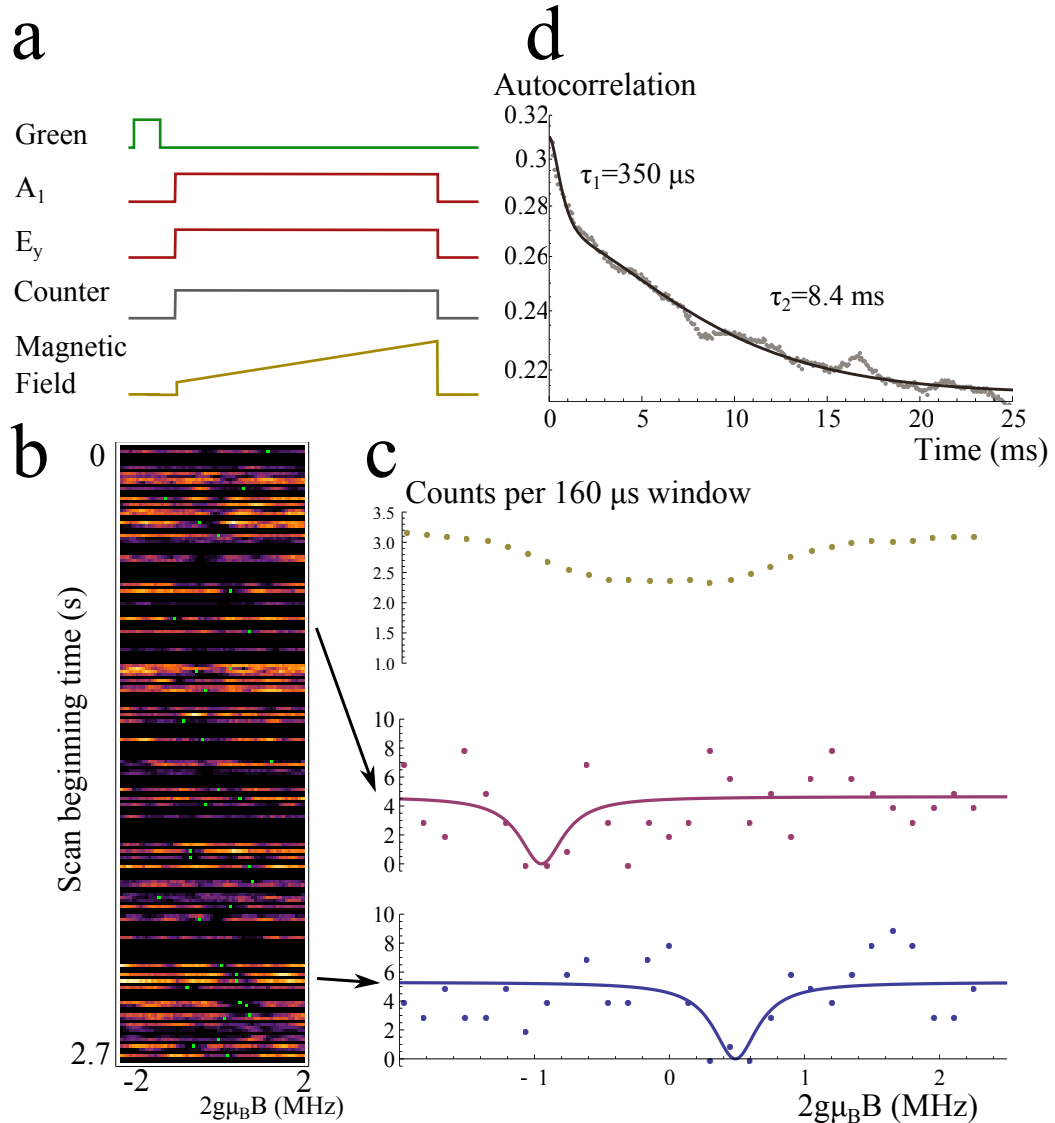 a
Green
A₁
E_y
Counter
Magnetic
Field
d
Autocorrelation
0.32
0.3
0.28
0.26
0.24
0.22
τ₁=350 μs
τ₂=8.4 ms
0 5 10 15 20 25
Time (ms)
b
0
Scan beginning time (s)
2.7
-2 2
2gμ_BB (MHz)
c
Counts per 160 μs window
3.5
3.0
2.5
2.0
1.5
1.0
10
8
6
4
2
0
10
8
6
4
2
0
- 1 0 1 2
2gμ_BB (MHz)